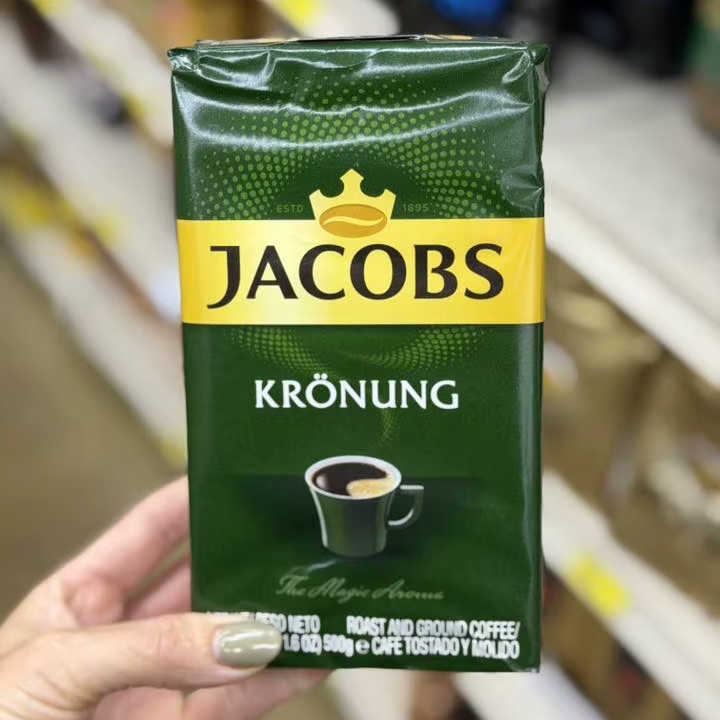 ESTD 1895
JACOBS
KRÖNUNG
The Magic Aroma
PESO NETO ROAST AND GROUND COFFEE/
1.6 OZ) 500g e CAFÉ TOSTADO Y MOLIDO